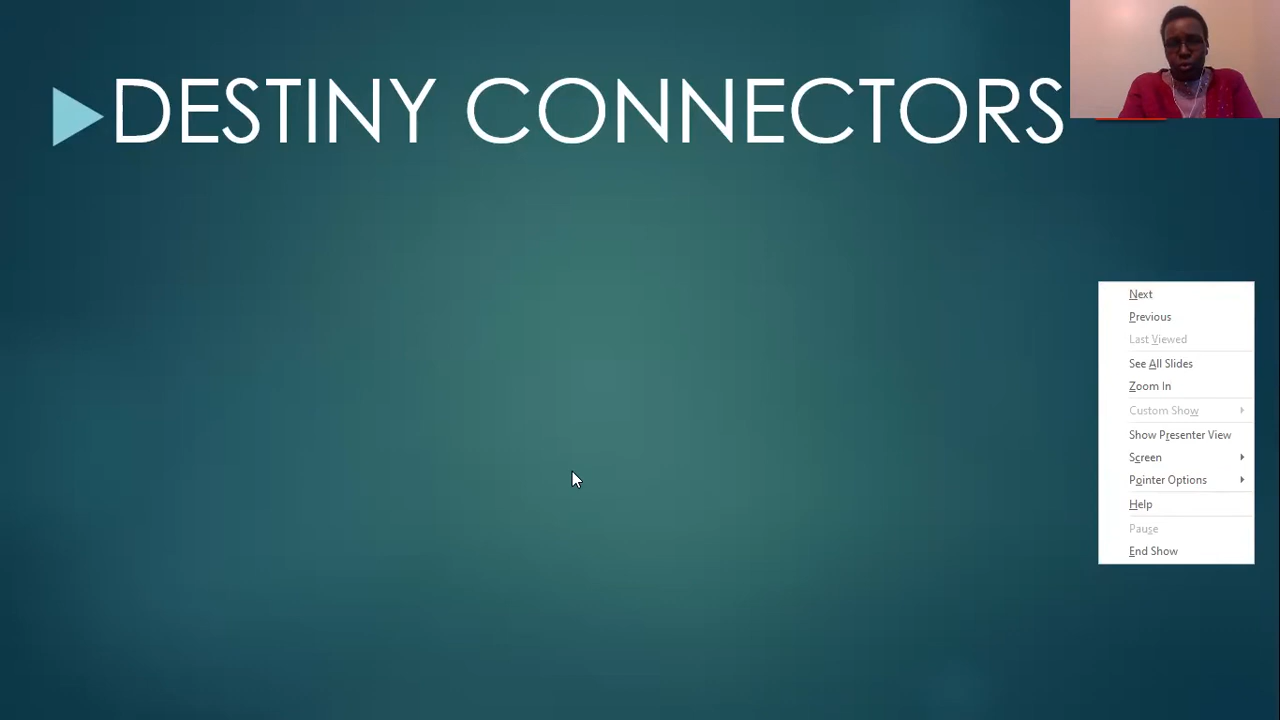 DESTINY CONNECTORS
Next
Previous
Last Viewed
See All Slides
Zoom In
Custom Show
Show Presenter View
Screen
Pointer Options
Help
Pause
End Show